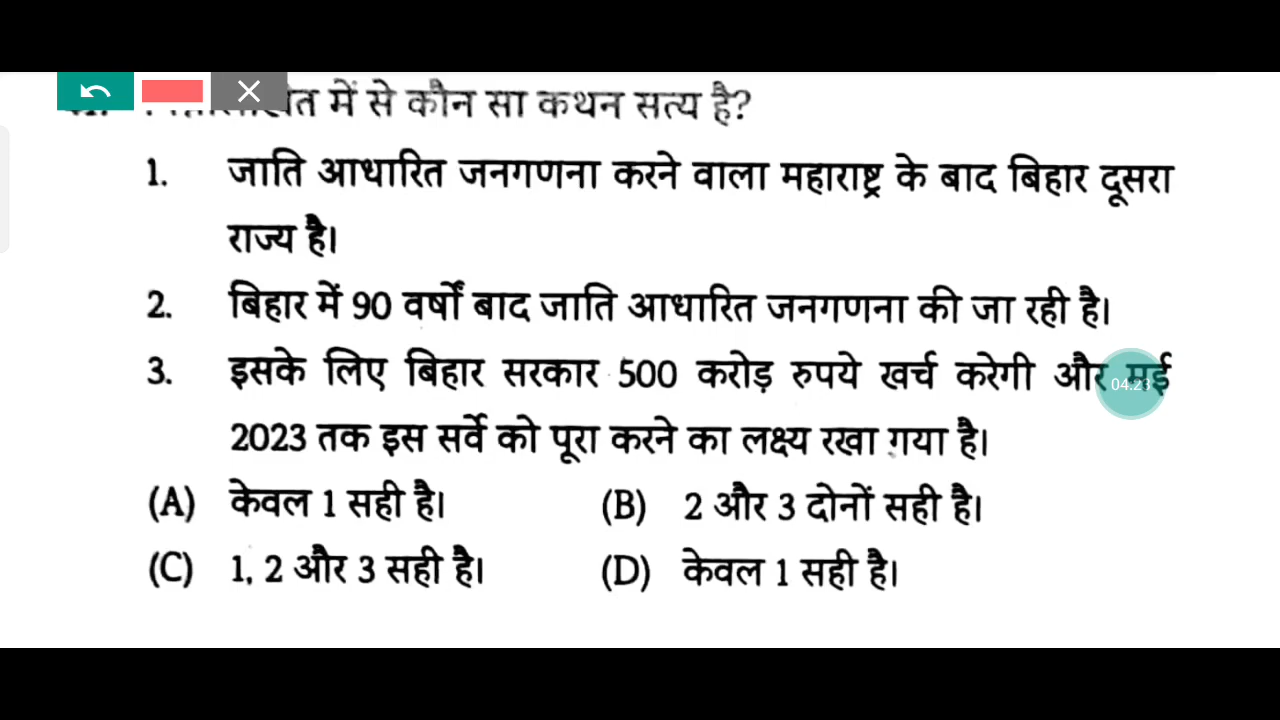 में से कौन सा कथन सत्य है?
1. जाति आधारित जनगणना करने वाला महाराष्ट्र के बाद बिहार दूसरा
राज्य है।
2. बिहार में 90 वर्षों बाद जाति आधारित जनगणना की जा रही है।
3. इसके लिए बिहार सरकार 500 करोड़ रुपये खर्च करेगी और मई
04:23
2023 तक इस सर्वे को पूरा करने का लक्ष्य रखा गया है।
(A) केवल 1 सही है। (B) 2 और 3 दोनों सही है।
(C) 1, 2 और 3 सही है। (D) केवल 1 सही है।